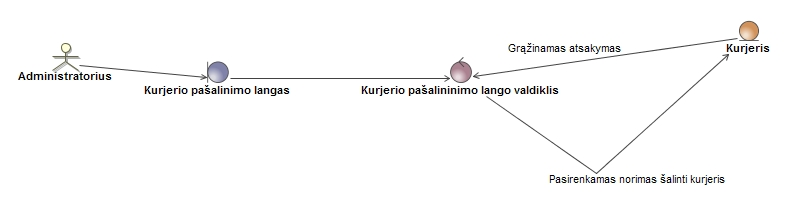 Grąžinamas atsakymas
Kurjeris
Administratorius
Kurjerio pašalinimo langas
Kurjerio pašalininimo lango valdiklis
Pasirenkamas norimas šalinti kurjeris